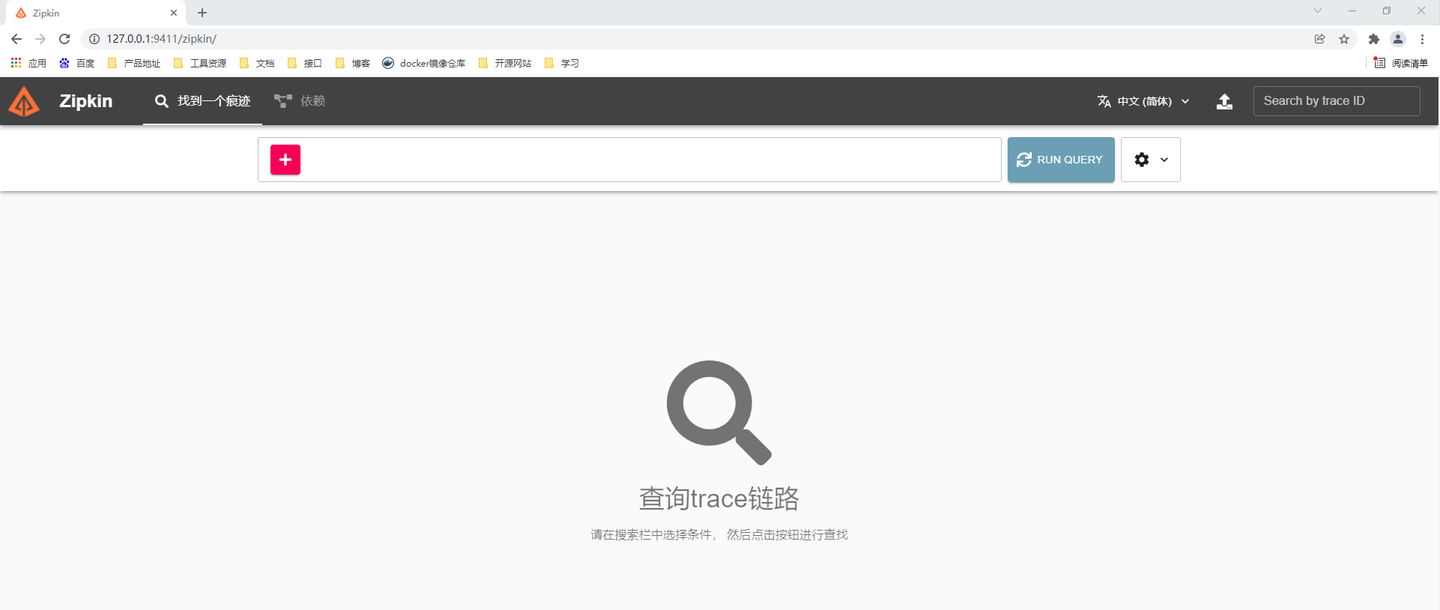 Zipkin
127.0.0.1:9411/zipkin/
应用 百度 产品地址 工具资源 文档 接口 博客 docker镜像仓库 开源网站 学习 阅读清单
Zipkin 找到一个痕迹 依赖 中文 (简体) Search by trace ID
RUN QUERY
查询trace链路
请在搜索栏中选择条件， 然后点击按钮进行查找